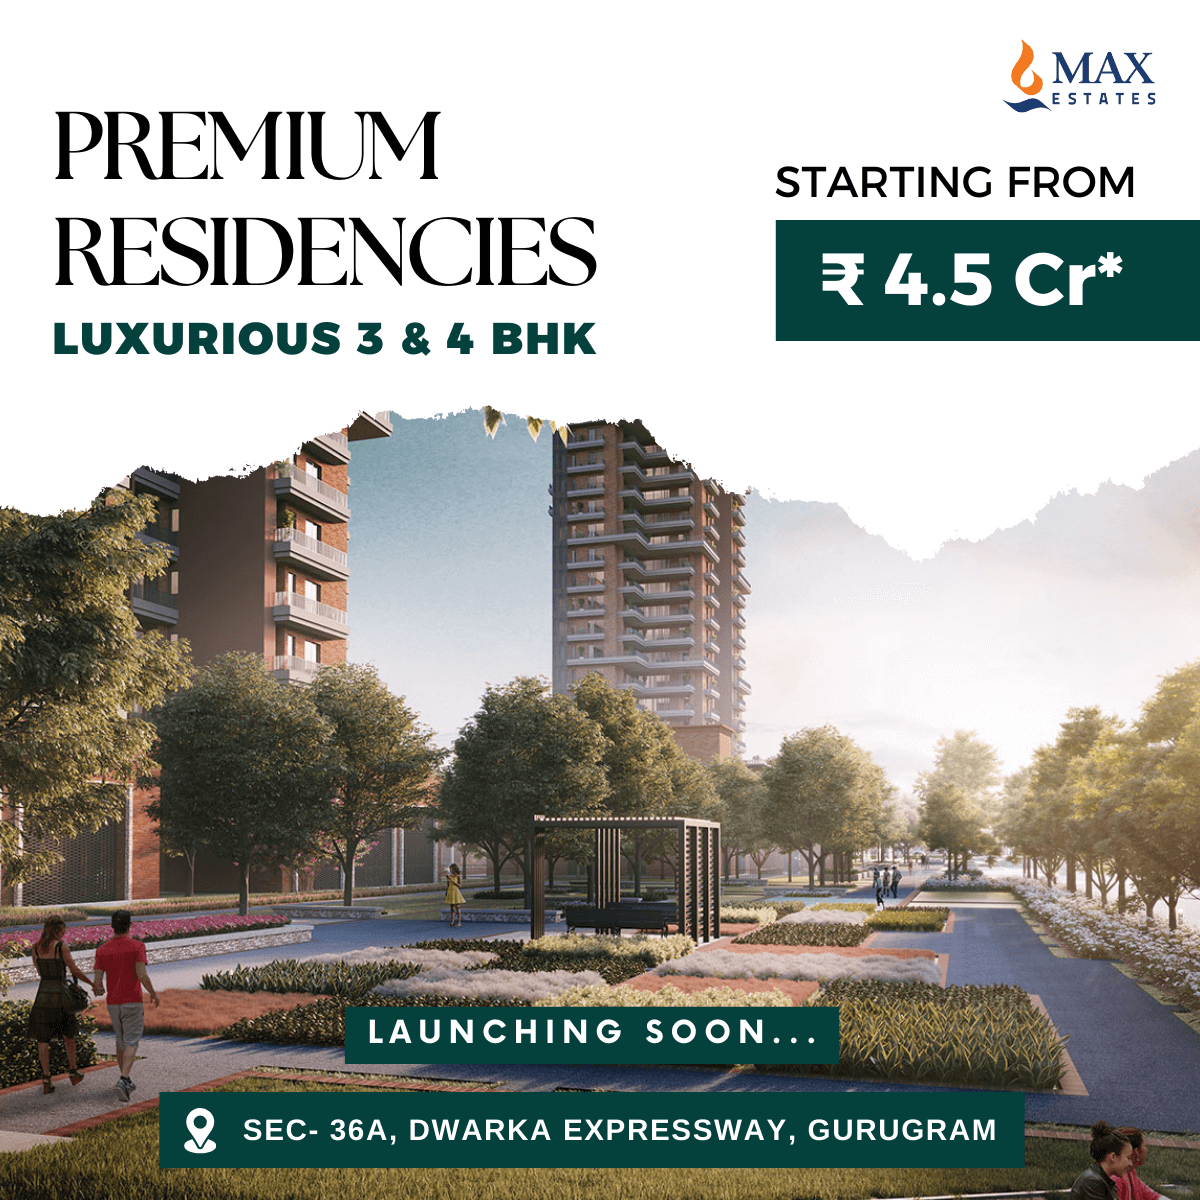 MAX
ESTATES
PREMIUM
RESIDENCIES
LUXURIOUS 3 & 4 BHK
STARTING FROM
₹ 4.5 Cr*
LAUNCHING SOON...
SEC- 36A, DWARKA EXPRESSWAY, GURUGRAM